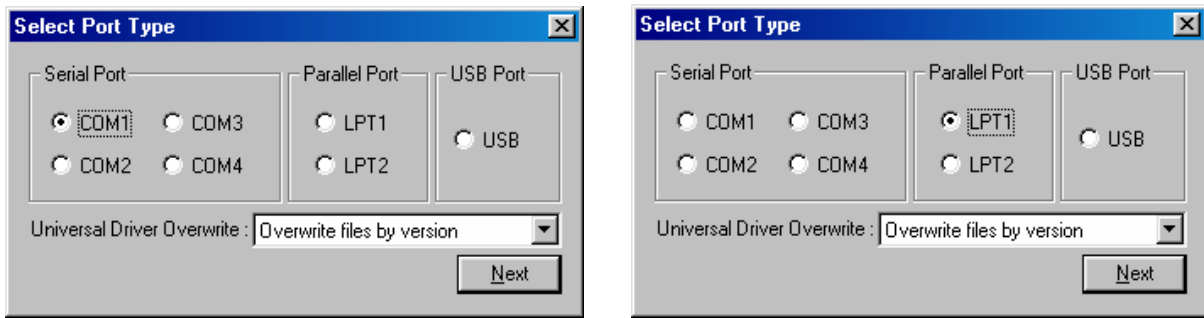 Select Port Type
Serial Port Parallel Port USB Port
COM1 COM3 LPT1 USB
COM2 COM4 LPT2
Universal Driver Overwrite : Overwrite files by version
Next
Select Port Type
Serial Port Parallel Port USB Port
COM1 COM3 LPT1 USB
COM2 COM4 LPT2
Universal Driver Overwrite : Overwrite files by version
Next